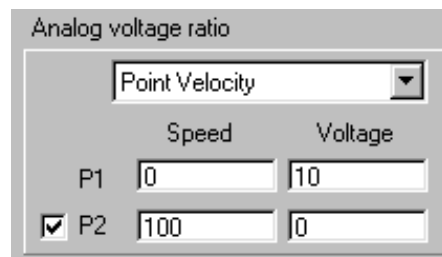 Analog voltage ratio
Point Velocity
Speed Voltage
P1 0 10
P2 100 0